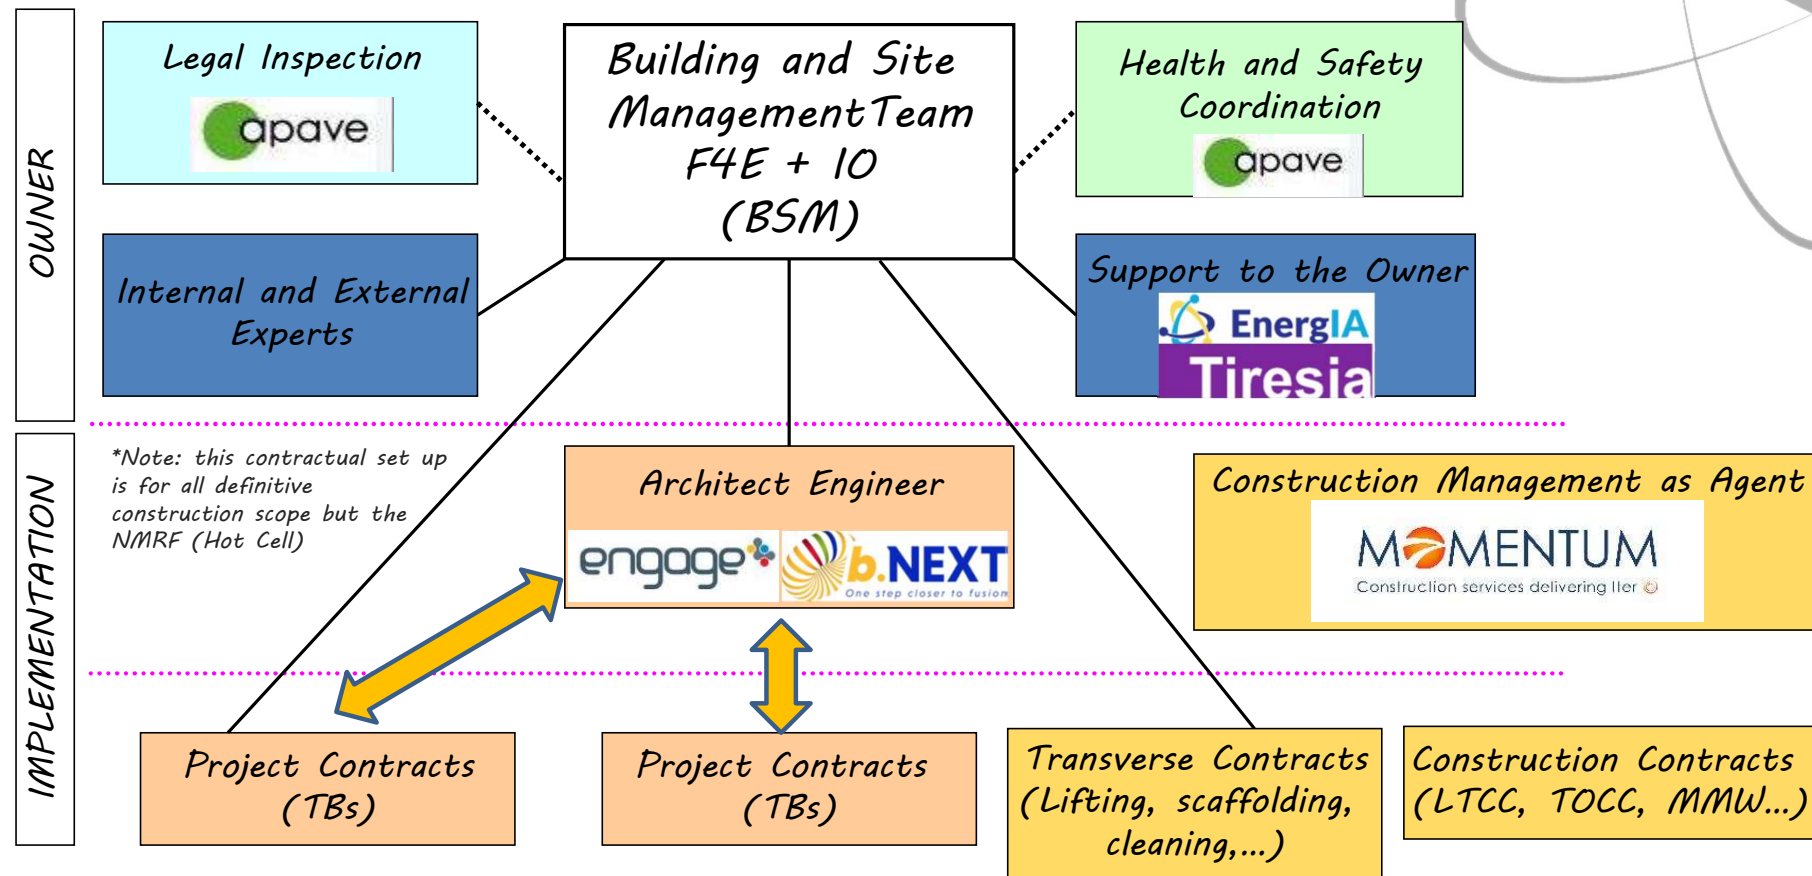 OWNER
Legal Inspection
apave
Building and Site
ManagementTeam
F4E + IO
(BSM)
Health and Safety
Coordination
apave
Internal and External
Experts
Support to the Owner
EnergIA
Tiresia
IMPLEMENTATION
*Note: this contractual set up
is for all definitive
construction scope but the
NMRF (Hot Cell)
Architect Engineer
engage
b.NEXT
One step closer to fusion
Construction Management as Agent
MOMENTUM
Construction services delivering Iter
Project Contracts
(TBs)
Project Contracts
(TBs)
Transverse Contracts
(Lifting, scaffolding,
cleaning,...)
Construction Contracts
(LTCC, TOCC, MMW...)